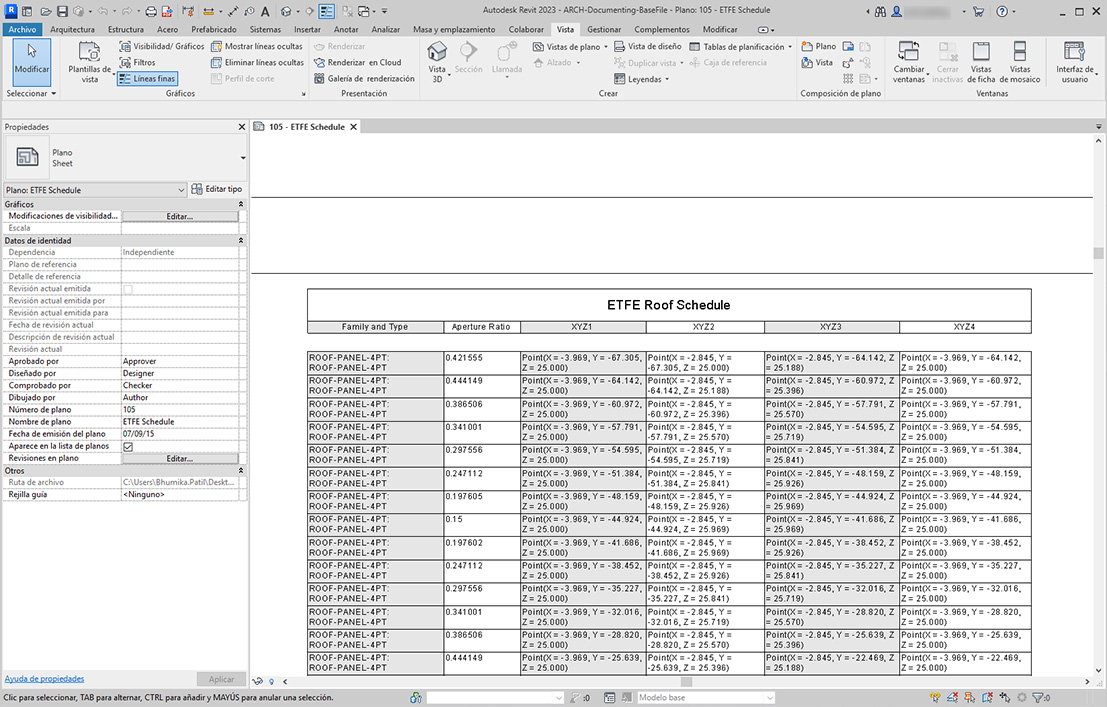 Autodesk Revit 2023 - ARCH-Documenting-BaseFile - Plano: 105 - ETFE Schedule
Archivo Arquitectura Estructura Acero Prefabricado Sistemas Insertar Anotar Analizar Masa y emplazamiento Colaborar Vista Gestionar Complementos Modificar
Modificar
Seleccionar
Plantillas de vista
Visibilidad/ Gráficos
Filtros
Líneas finas
Mostrar líneas ocultas
Eliminar líneas ocultas
Perfil de corte
Gráficos
Renderizar
Renderizar en Cloud
Galería de renderización
Presentación
Vista 3D
Sección
Llamada
Vistas de plano
Alzado
Vista de diseño
Duplicar vista
Leyendas
Tablas de planificación
Caja de referencia
Crear
Plano
Vista
Composición de plano
Cambiar ventanas
Cerrar inactivas
Vistas de ficha
Vistas de mosaico
Ventanas
Interfaz de usuario
Propiedades
105 - ETFE Schedule
Plano
Sheet
Plano: ETFE Schedule
Editar tipo
Gráficos
Modificaciones de visibilidad... Editar...
Escala
Datos de identidad
Dependencia Independiente
Plano de referencia
Detalle de referencia
Revisión actual emitida
Revisión actual emitida por
Revisión actual emitida para
Fecha de revisión actual
Descripción de revisión actual
Revisión actual
Aprobado por Approver
Diseñado por Designer
Comprobado por Checker
Dibujado por Author
Número de plano 105
Nombre de plano ETFE Schedule
Fecha de emisión del plano 07/09/15
Aparece en la lista de planos
Revisiones en plano Editar...
Otros
Ruta de archivo C:\Users\Bhumika.Patil\Deskt...
Rejilla guía <Ninguno>
Ayuda de propiedades
Aplicar
ETFE Roof Schedule
Family and Type Aperture Ratio XYZ1 XYZ2 XYZ3 XYZ4
ROOF-PANEL-4PT: 0.421555 Point(X = -3.969, Y = -67.305, Point(X = -2.845, Y = Point(X = -2.845, Y = -64.142, Z Point(X = -3.969, Y = -64.142,
ROOF-PANEL-4PT Z = 25.000) -67.305, Z = 25.000) = 25.188) Z = 25.000)
ROOF-PANEL-4PT: 0.444149 Point(X = -3.969, Y = -64.142, Point(X = -2.845, Y = Point(X = -2.845, Y = -60.972, Z Point(X = -3.969, Y = -60.972,
ROOF-PANEL-4PT Z = 25.000) -64.142, Z = 25.188) = 25.396) Z = 25.000)
ROOF-PANEL-4PT: 0.386506 Point(X = -3.969, Y = -60.972, Point(X = -2.845, Y = Point(X = -2.845, Y = -57.791, Z Point(X = -3.969, Y = -57.791,
ROOF-PANEL-4PT Z = 25.000) -60.972, Z = 25.396) = 25.570) Z = 25.000)
ROOF-PANEL-4PT: 0.341001 Point(X = -3.969, Y = -57.791, Point(X = -2.845, Y = Point(X = -2.845, Y = -54.595, Z Point(X = -3.969, Y = -54.595,
ROOF-PANEL-4PT Z = 25.000) -57.791, Z = 25.570) = 25.719) Z = 25.000)
ROOF-PANEL-4PT: 0.297556 Point(X = -3.969, Y = -54.595, Point(X = -2.845, Y = Point(X = -2.845, Y = -51.384, Z Point(X = -3.969, Y = -51.384,
ROOF-PANEL-4PT Z = 25.000) -54.595, Z = 25.719) = 25.841) Z = 25.000)
ROOF-PANEL-4PT: 0.247112 Point(X = -3.969, Y = -51.384, Point(X = -2.845, Y = Point(X = -2.845, Y = -48.159, Z Point(X = -3.969, Y = -48.159,
ROOF-PANEL-4PT Z = 25.000) -51.384, Z = 25.841) = 25.926) Z = 25.000)
ROOF-PANEL-4PT: 0.197605 Point(X = -3.969, Y = -48.159, Point(X = -2.845, Y = Point(X = -2.845, Y = -44.924, Z Point(X = -3.969, Y = -44.924,
ROOF-PANEL-4PT Z = 25.000) -48.159, Z = 25.926) = 25.969) Z = 25.000)
ROOF-PANEL-4PT: 0.15 Point(X = -3.969, Y = -44.924, Point(X = -2.845, Y = Point(X = -2.845, Y = -41.686, Z Point(X = -3.969, Y = -41.686,
ROOF-PANEL-4PT Z = 25.000) -44.924, Z = 25.969) = 25.969) Z = 25.000)
ROOF-PANEL-4PT: 0.197602 Point(X = -3.969, Y = -41.686, Point(X = -2.845, Y = Point(X = -2.845, Y = -38.452, Z Point(X = -3.969, Y = -38.452,
ROOF-PANEL-4PT Z = 25.000) -41.686, Z = 25.969) = 25.926) Z = 25.000)
ROOF-PANEL-4PT: 0.247112 Point(X = -3.969, Y = -38.452, Point(X = -2.845, Y = Point(X = -2.845, Y = -35.227, Z Point(X = -3.969, Y = -35.227,
ROOF-PANEL-4PT Z = 25.000) -38.452, Z = 25.926) = 25.841) Z = 25.000)
ROOF-PANEL-4PT: 0.297556 Point(X = -3.969, Y = -35.227, Point(X = -2.845, Y = Point(X = -2.845, Y = -32.016, Z Point(X = -3.969, Y = -32.016,
ROOF-PANEL-4PT Z = 25.000) -35.227, Z = 25.841) = 25.719) Z = 25.000)
ROOF-PANEL-4PT: 0.341001 Point(X = -3.969, Y = -32.016, Point(X = -2.845, Y = Point(X = -2.845, Y = -28.820, Z Point(X = -3.969, Y = -28.820,
ROOF-PANEL-4PT Z = 25.000) -32.016, Z = 25.719) = 25.570) Z = 25.000)
ROOF-PANEL-4PT: 0.386506 Point(X = -3.969, Y = -28.820, Point(X = -2.845, Y = Point(X = -2.845, Y = -25.639, Z Point(X = -3.969, Y = -25.639,
ROOF-PANEL-4PT Z = 25.000) -28.820, Z = 25.570) = 25.396) Z = 25.000)
ROOF-PANEL-4PT: 0.444149 Point(X = -3.969, Y = -25.639, Point(X = -2.845, Y = Point(X = -2.845, Y = -22.469, Z Point(X = -3.969, Y = -22.469,
ROOF-PANEL-4PT Z = 25.000) -25.639, Z = 25.396) = 25.188) Z = 25.000)
Clic para seleccionar, TAB para alternar, CTRL para añadir y MAYÚS para anular una selección. :0 Modelo base :0